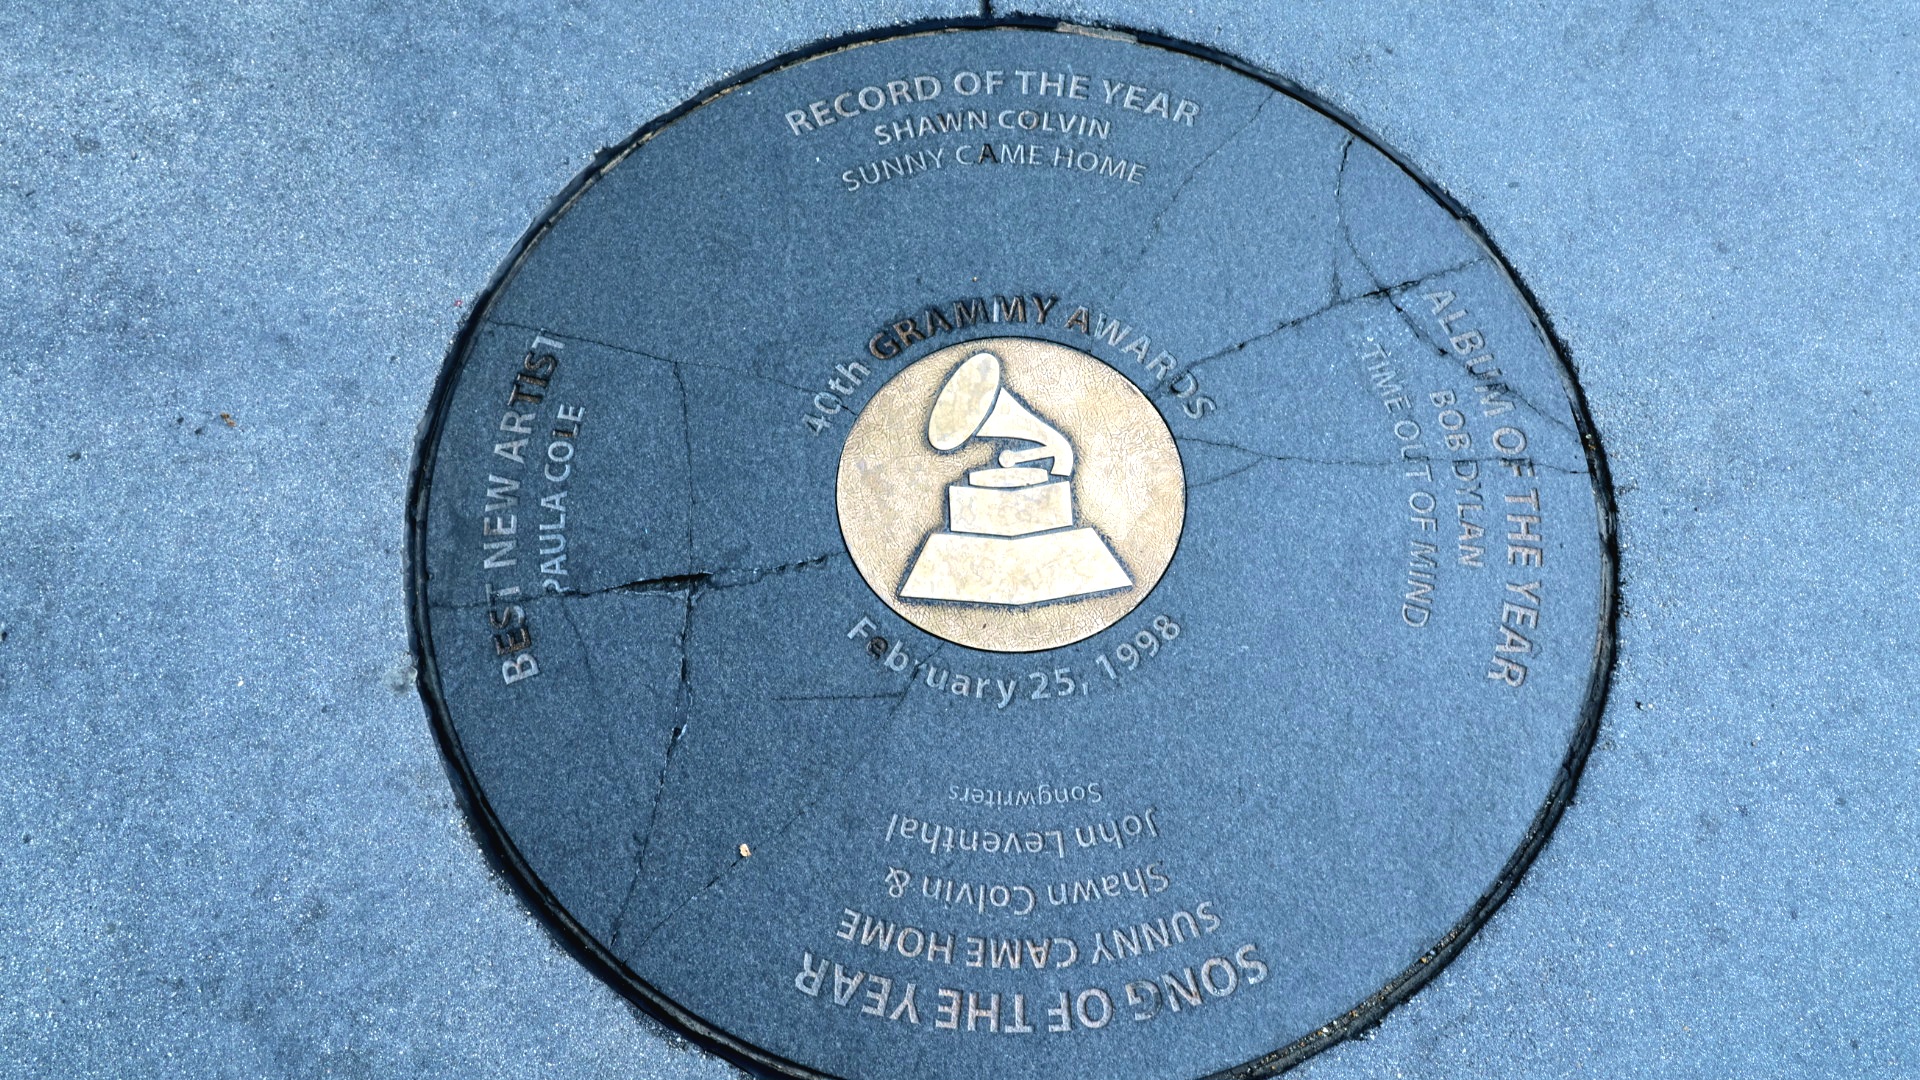 RECORD OF THE YEAR
SHAWN COLVIN
SUNNY CAME HOME
40th GRAMMY AWARDS
February 25, 1998
ALBUM OF THE YEAR
BOB DYLAN
TIME OUT OF MIND
SONG OF THE YEAR
SUNNY CAME HOME
Shawn Colvin &
John Leventhal
Songwriters
BEST NEW ARTIST
PAULA COLE